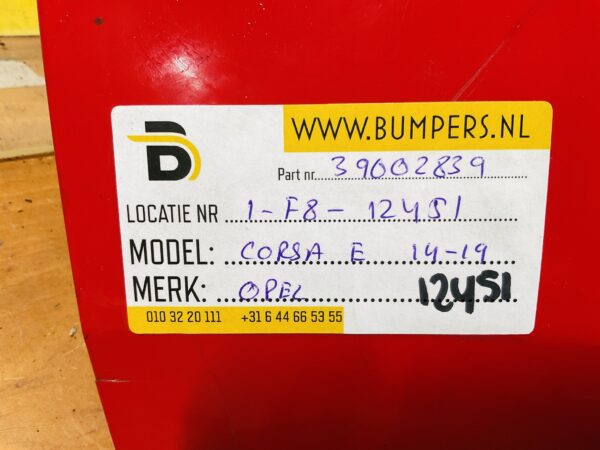 WWW.BUMPERS.NL
Part nr. 39002839
LOCATIE NR 1-F8-12451
MODEL: CORSA E 14-19
MERK: OPEL 12451
010 32 20 111 +31 6 44 66 53 55